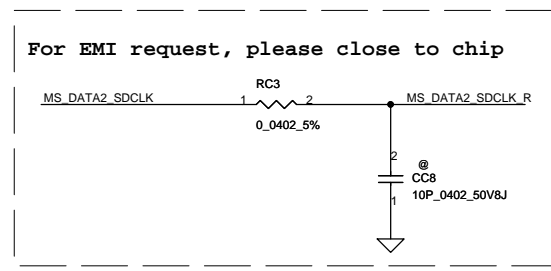 For EMI request, please close to chip
RC3
MS_DATA2_SDCLK 1 2 MS_DATA2_SDCLK_R
0_0402_5%
2
@
CC8
10P_0402_50V8J
1